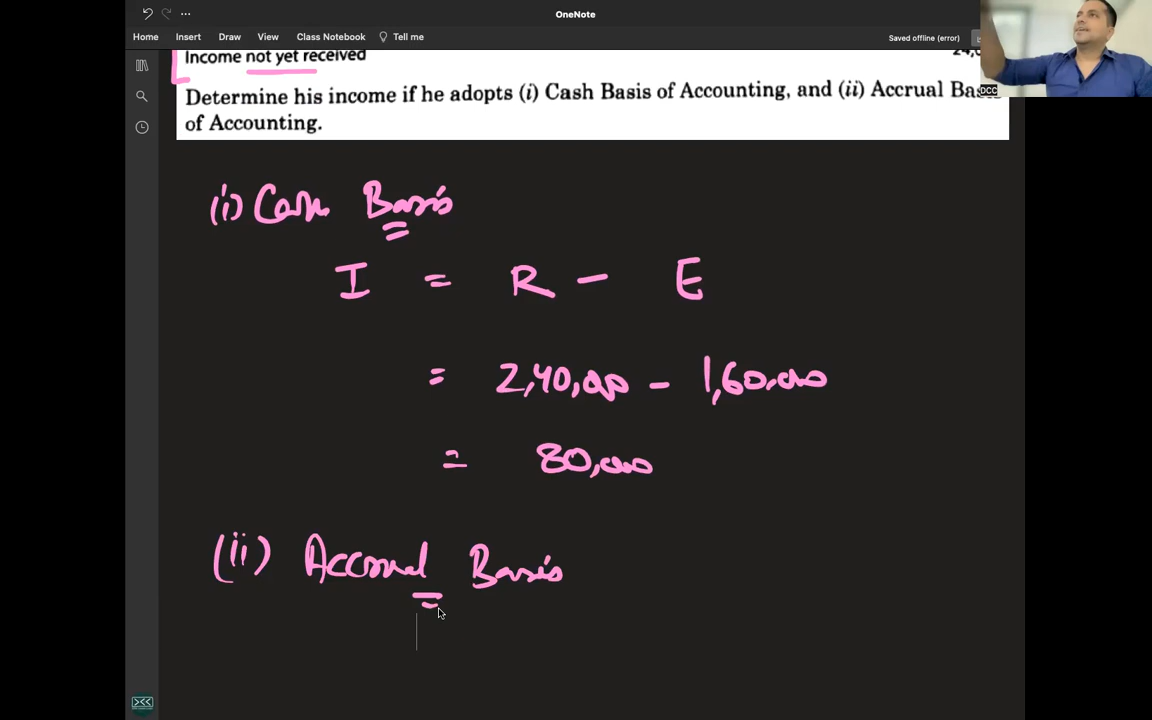 OneNote
Home Insert Draw View Class Notebook Tell me
Saved offline (error)
Income not yet received
Determine his income if he adopts (i) Cash Basis of Accounting, and (ii) Accrual Basis
of Accounting.
DCC
(i) Cash Basis
I = R - E
= 2,40,000 - 1,60,000
= 80,000
(ii) Accrual Basis